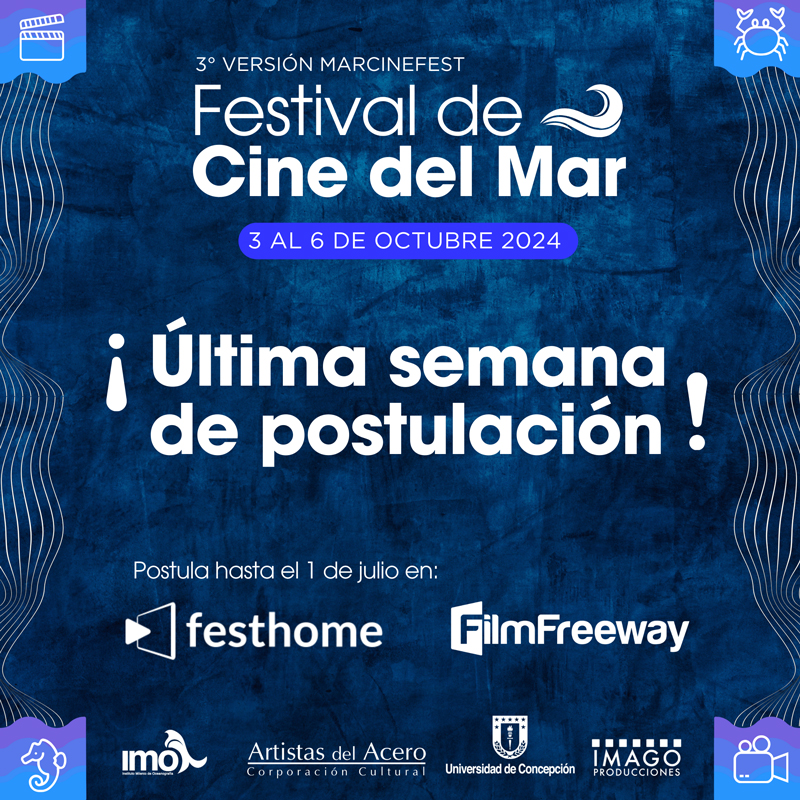 3° VERSIÓN MARCINEFEST
Festival de
Cine del Mar
3 AL 6 DE OCTUBRE 2024
¡Última semana
de postulación!
Postula hasta el 1 de julio en:
festhome
FilmFreeway
imo
Instituto Milenio de Oceanografía
Artistas del Acero
Corporación Cultural
Universidad de Concepción
IMAGO
PRODUCCIONES